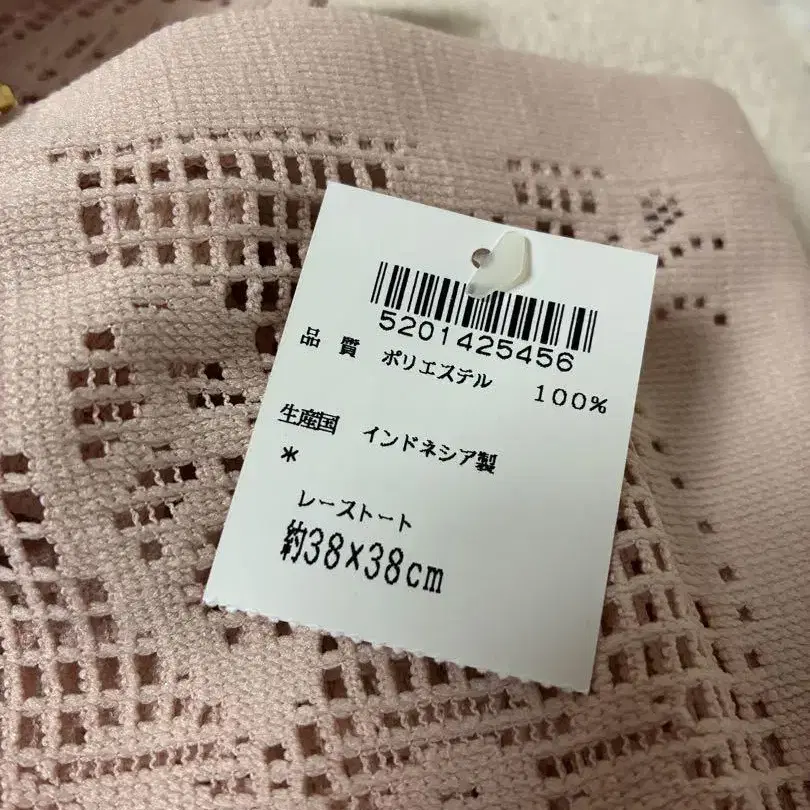 5201425456
品 質 ポリエステル 100%
生産国 インドネシア製
*
レーストート
約38×38cm